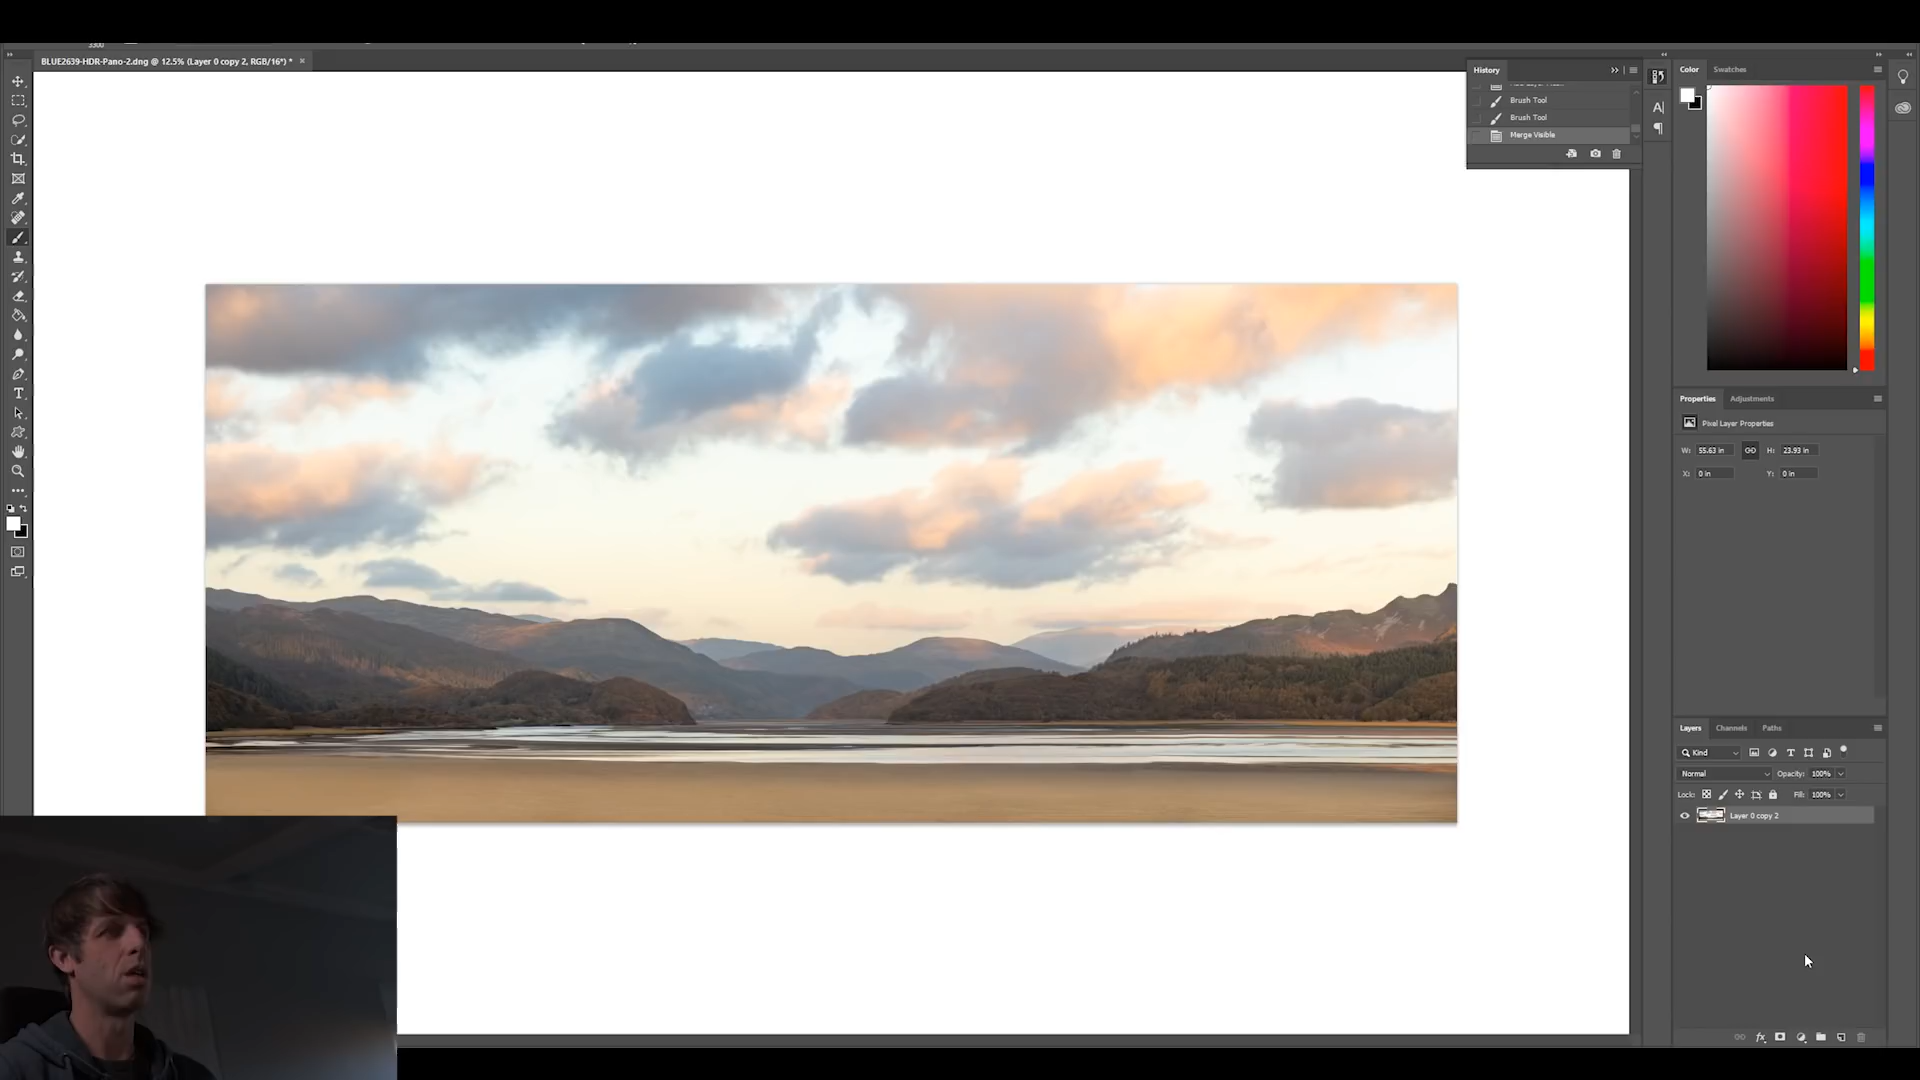 3300
BLUE2639-HDR-Pano-2.dng @ 12.5% (Layer 0 copy 2, RGB/16*) *
History
Brush Tool
Brush Tool
Merge Visible
Color
Swatches
Properties
Adjustments
Pixel Layer Properties
W: 55.63 in
H: 23.93 in
X: 0 in
Y: 0 in
Layers
Channels
Paths
Kind
Normal
Opacity: 100%
Lock:
Fill: 100%
Layer 0 copy 2